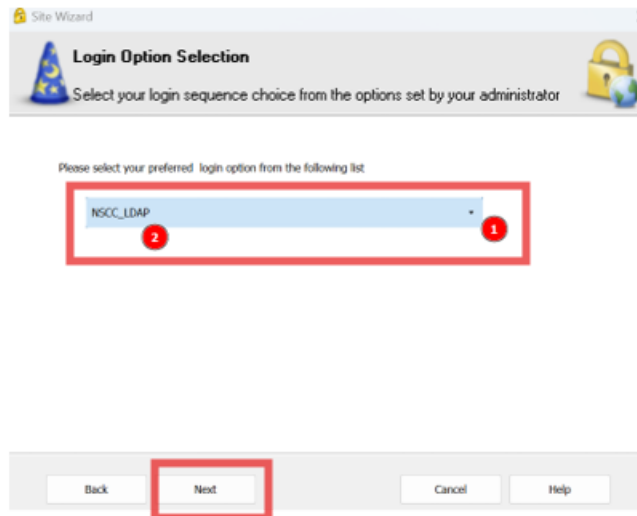 Site Wizard
Login Option Selection
Select your login sequence choice from the options set by your administrator
Please select your preferred login option from the following list
NSCC_LDAP
1
2
Back Next Cancel Help